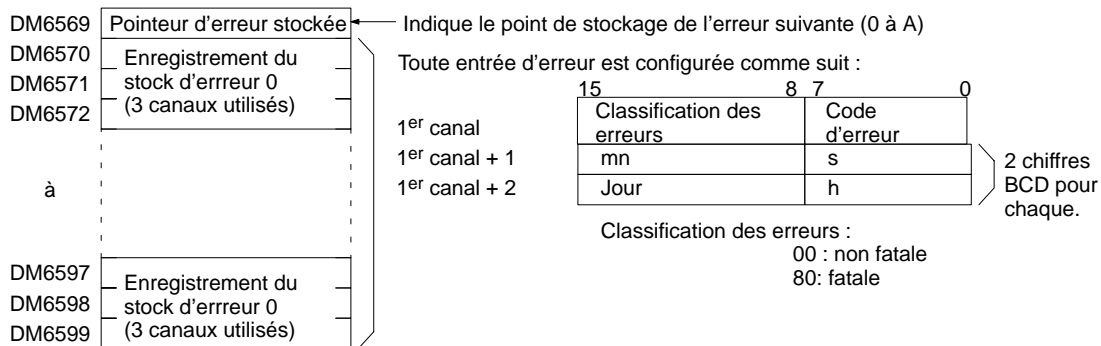 DM6569 Pointeur d'erreur stockée Indique le point de stockage de l'erreur suivante (0 à A)
DM6570
DM6571
DM6572
Enregistrement du
stock d'errreur 0
(3 canaux utilisés)
à
DM6597
DM6598
DM6599
Enregistrement du
stock d'errreur 0
(3 canaux utilisés)
Toute entrée d'erreur est configurée comme suit :
15 8 7 0
1er canal
Classification des
erreurs
Code
d'erreur
1er canal + 1 mn s
1er canal + 2 Jour h
2 chiffres
BCD pour
chaque.
Classification des erreurs :
00 : non fatale
80: fatale